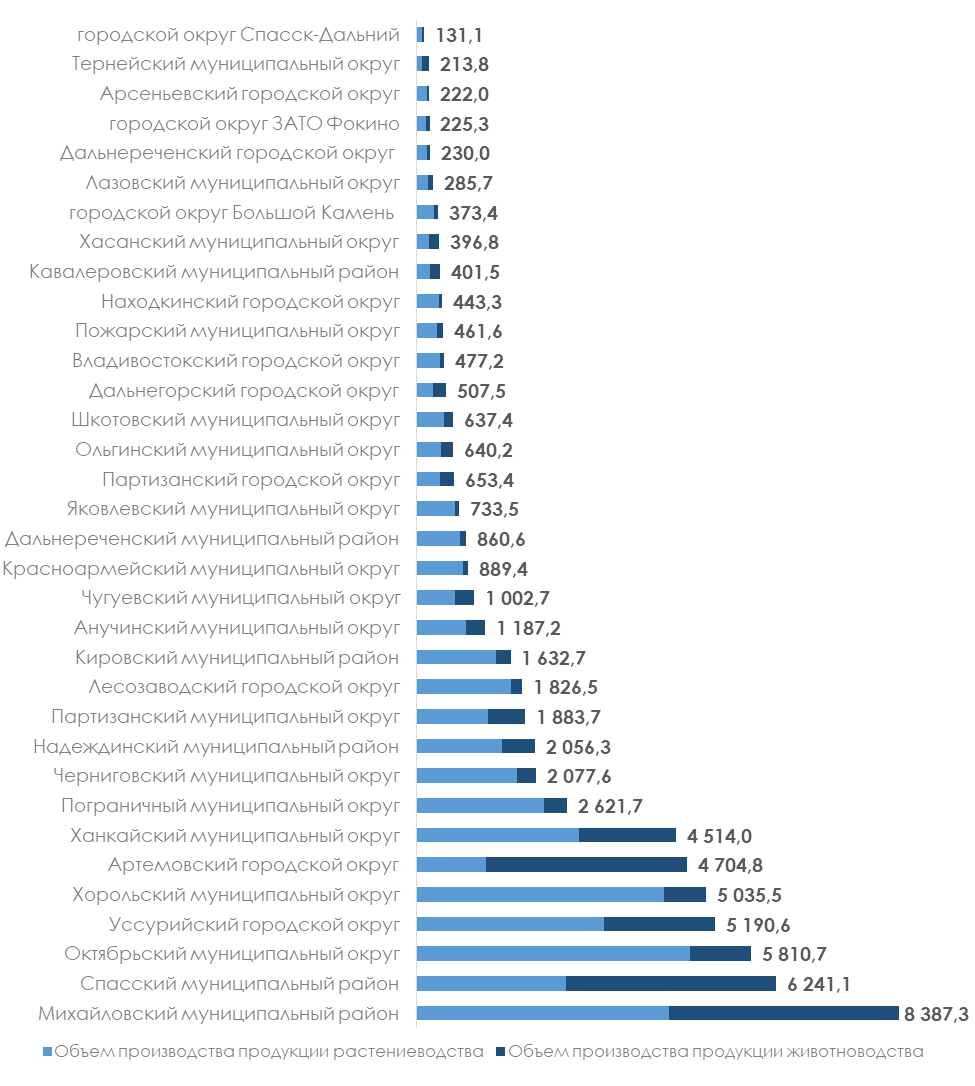 городской округ Спасск-Дальний 131,1
Тернейский муниципальный округ 213,8
Арсеньевский городской округ 222,0
городской округ ЗАТО Фокино 225,3
Дальнереченский городской округ 230,0
Лазовский муниципальный округ 285,7
городской округ Большой Камень 373,4
Хасанский муниципальный округ 396,8
Кавалеровский муниципальный район 401,5
Находкинский городской округ 443,3
Пожарский муниципальный округ 461,6
Владивостокский городской округ 477,2
Дальнегорский городской округ 507,5
Шкотовский муниципальный округ 637,4
Ольгинский муниципальный округ 640,2
Партизанский городской округ 653,4
Яковлевский муниципальный округ 733,5
Дальнереченский муниципальный район 860,6
Красноармейский муниципальный округ 889,4
Чугуевский муниципальный округ 1 002,7
Анучинский муниципальный округ 1 187,2
Кировский муниципальный район 1 632,7
Лесозаводский городской округ 1 826,5
Партизанский муниципальный округ 1 883,7
Надеждинский муниципальный район 2 056,3
Черниговский муниципальный округ 2 077,6
Пограничный муниципальный округ 2 621,7
Ханкайский муниципальный округ 4 514,0
Артемовский городской округ 4 704,8
Хорольский муниципальный округ 5 035,5
Уссурийский городской округ 5 190,6
Октябрьский муниципальный округ 5 810,7
Спасский муниципальный район 6 241,1
Михайловский муниципальный район 8 387,3
Объем производства продукции растениеводства Объем производства продукции животноводства